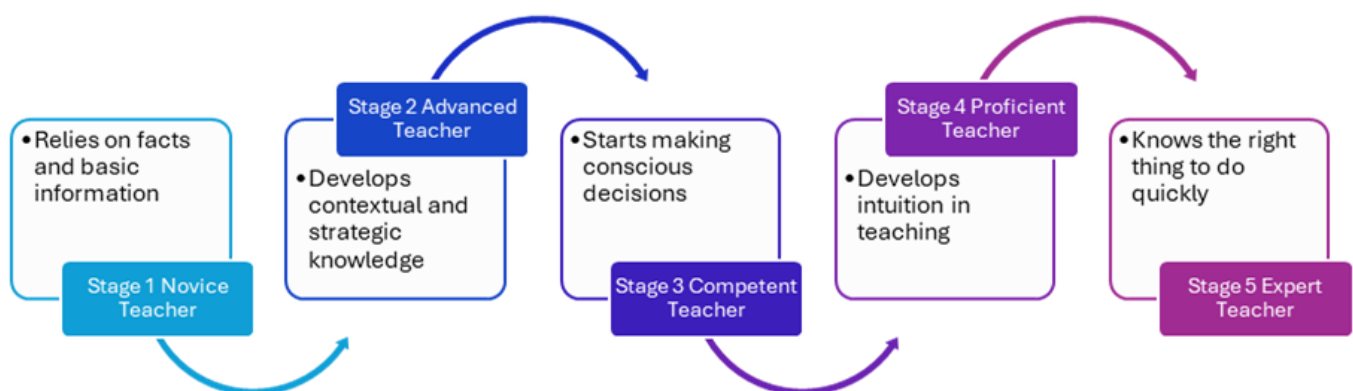 • Relies on facts
and basic
information
Stage 1 Novice
Teacher
Stage 2 Advanced
Teacher
• Develops
contextual and
strategic
knowledge
• Starts making
conscious
decisions
Stage 3 Competent
Teacher
Stage 4 Proficient
Teacher
• Develops
intuition in
teaching
• Knows the right
thing to do
quickly
Stage 5 Expert
Teacher